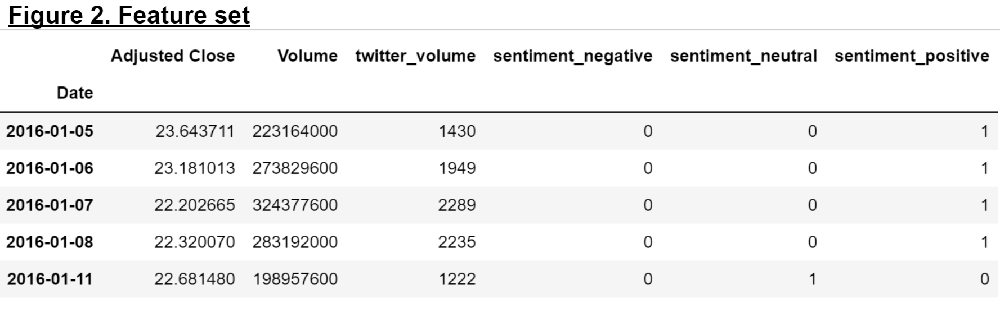 Figure 2. Feature set
Adjusted Close Volume twitter_volume sentiment_negative sentiment_neutral sentiment_positive
Date
2016-01-05 23.643711 223164000 1430 0 0 1
2016-01-06 23.181013 273829600 1949 0 0 1
2016-01-07 22.202665 324377600 2289 0 0 1
2016-01-08 22.320070 283192000 2235 0 0 1
2016-01-11 22.681480 198957600 1222 0 1 0